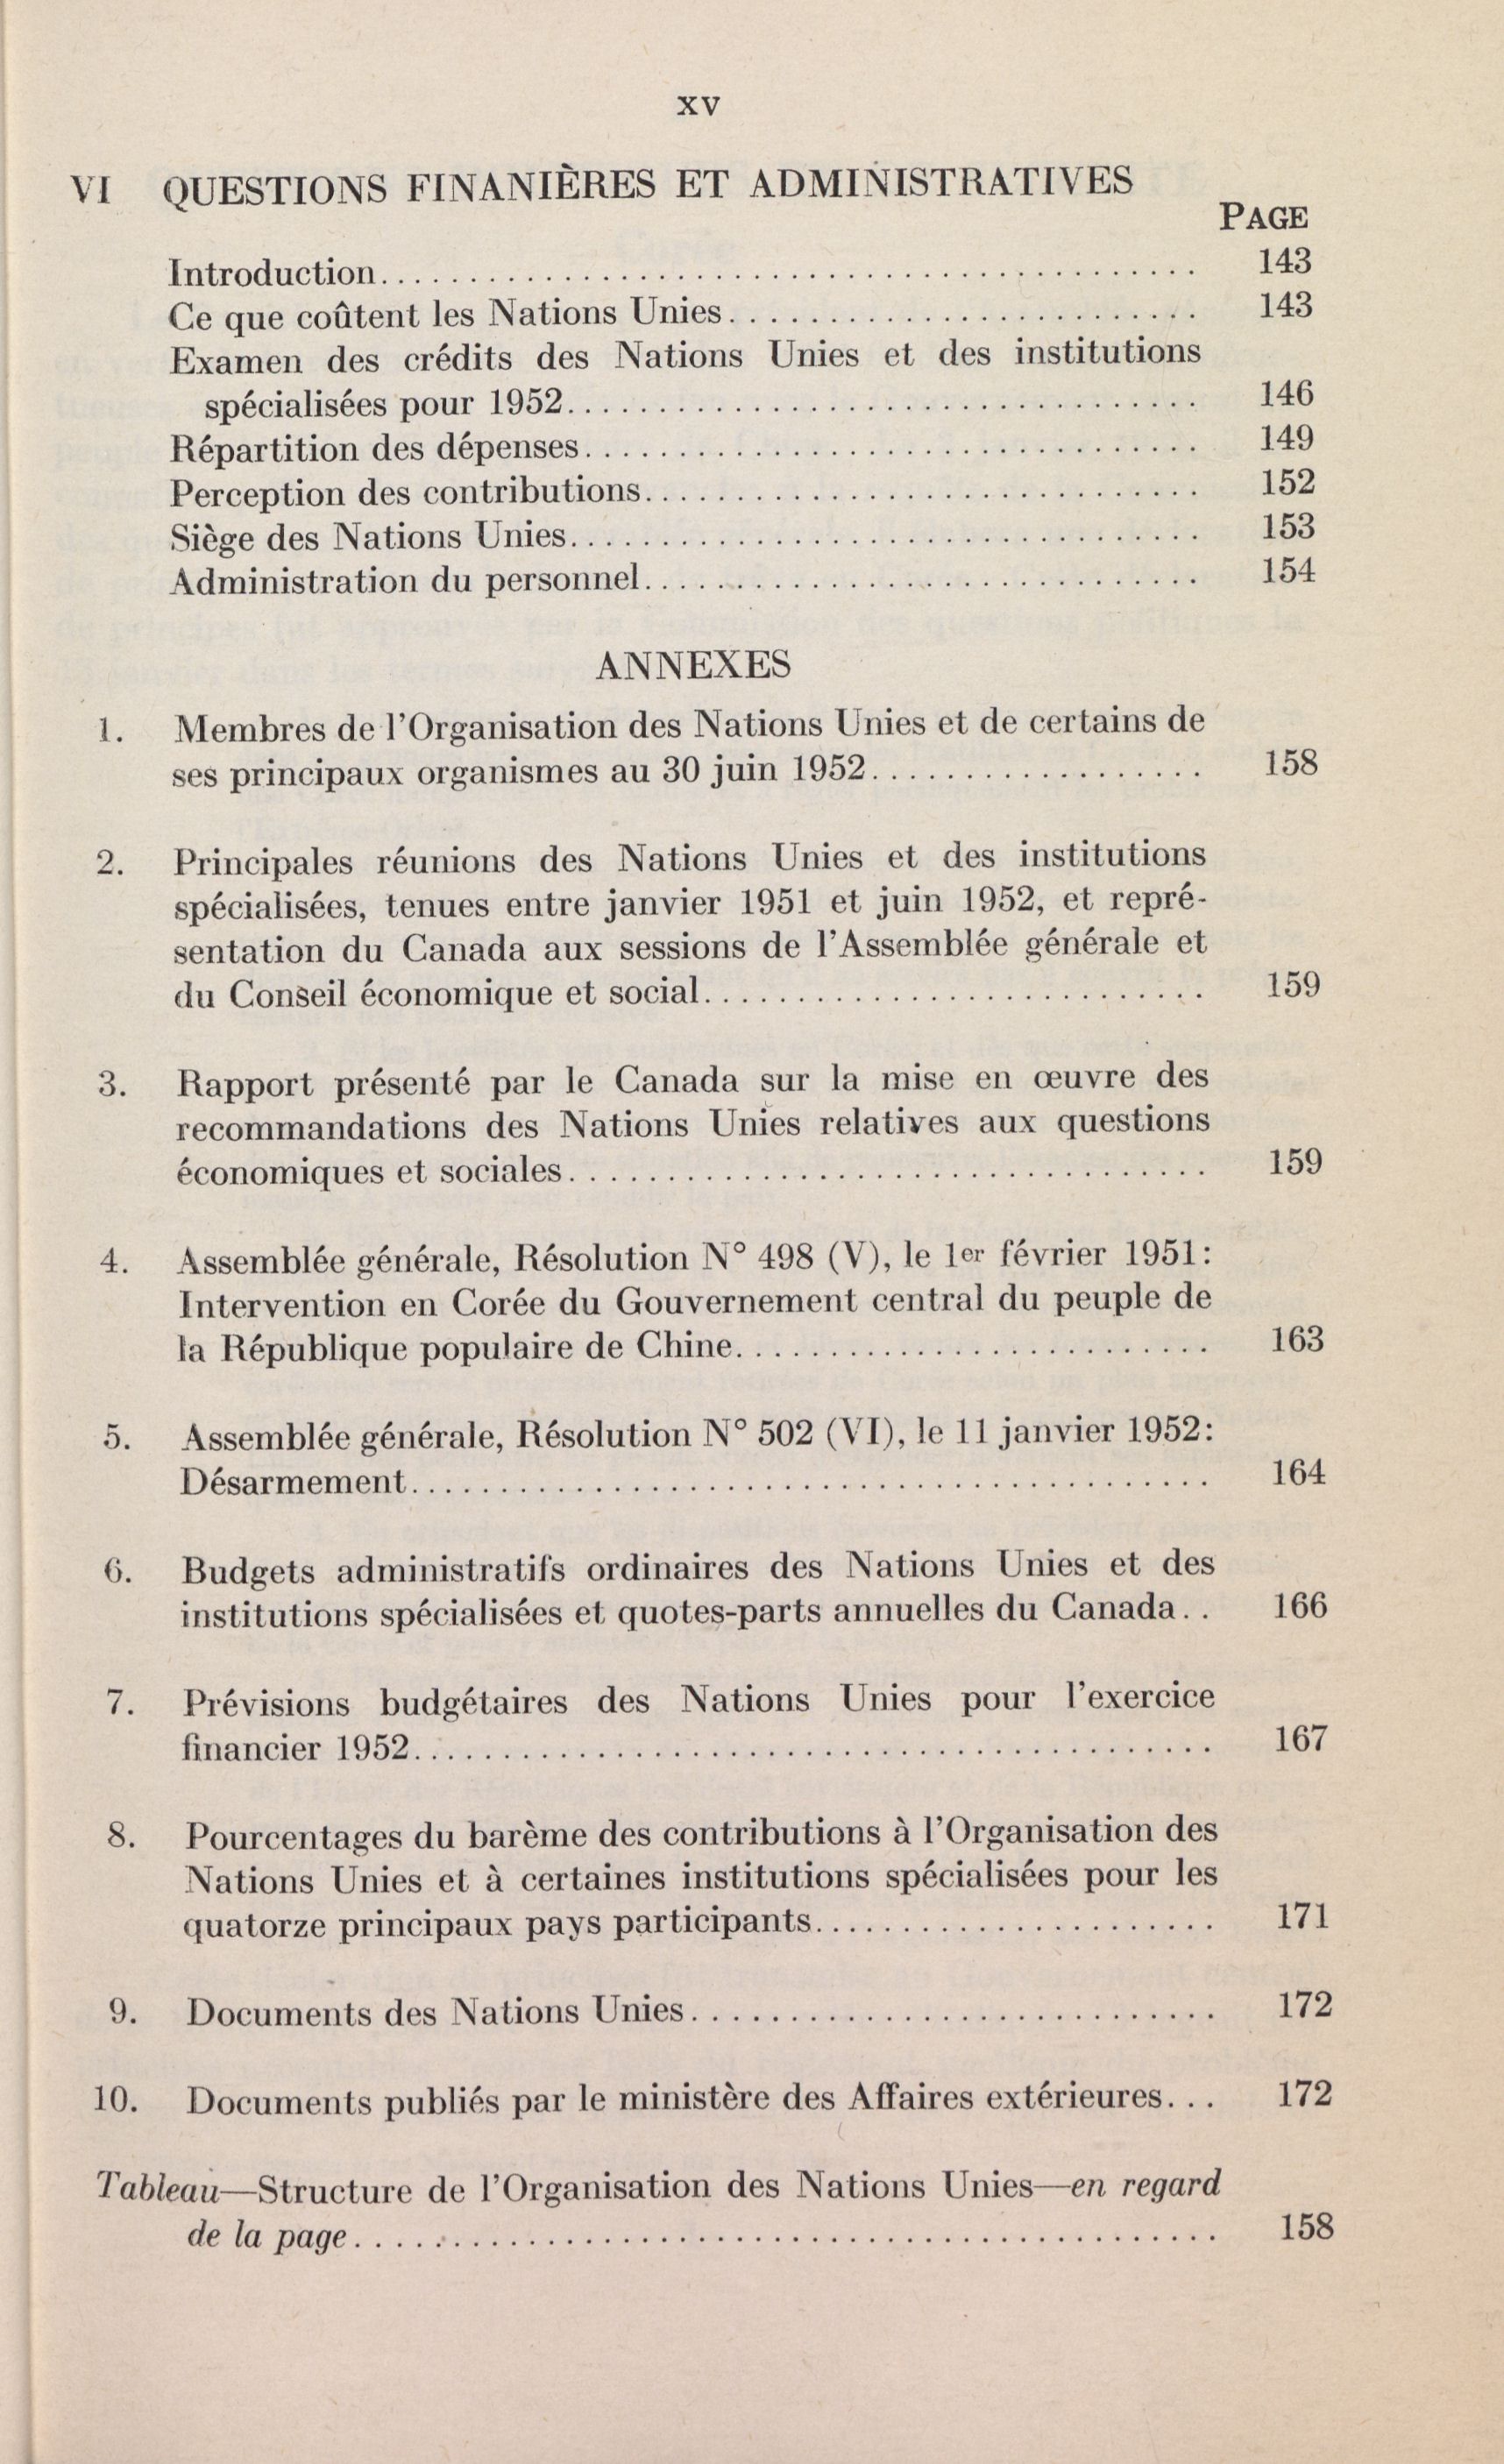 xv
VI QUESTIONS FINANIÈRES ET ADMINISTRATIVES
PAGE
Introduction........................................ 143
Ce que coûtent les Nations Unies......................... 143
Examen des crédits des Nations Unies et des institutions
spécialisées pour 1952.................................. 146
Répartition des dépenses................................. 149
Perception des contributions.............................. 152
Siège des Nations Unies.................................. 153
Administration du personnel.............................. 154
ANNEXES
1. Membres de l'Organisation des Nations Unies et de certains de
ses principaux organismes au 30 juin 1952.................. 158
2. Principales réunions des Nations Unies et des institutions
spécialisées, tenues entre janvier 1951 et juin 1952, et repré-
sentation du Canada aux sessions de l'Assemblée générale et
du Conseil économique et social........................... 159
3. Rapport présenté par le Canada sur la mise en œuvre des
recommandations des Nations Unies relatives aux questions
économiques et sociales.................................. 159
4. Assemblée générale, Résolution N° 498 (V), le 1er février 1951:
Intervention en Corée du Gouvernement central du peuple de
la République populaire de Chine......................... 163
5. Assemblée générale, Résolution N° 502 (VI), le 11 janvier 1952:
Désarmement.......................................... 164
6. Budgets administratifs ordinaires des Nations Unies et des
institutions spécialisées et quotes-parts annuelles du Canada.. 166
7. Prévisions budgétaires des Nations Unies pour l'exercice
financier 1952.......................................... 167
8. Pourcentages du barème des contributions à l'Organisation des
Nations Unies et à certaines institutions spécialisées pour les
quatorze principaux pays participants..................... 171
9. Documents des Nations Unies............................ 172
10. Documents publiés par le ministère des Affaires extérieures... 172
Tableau—Structure de l'Organisation des Nations Unies—en regard
de la page............................................. 158